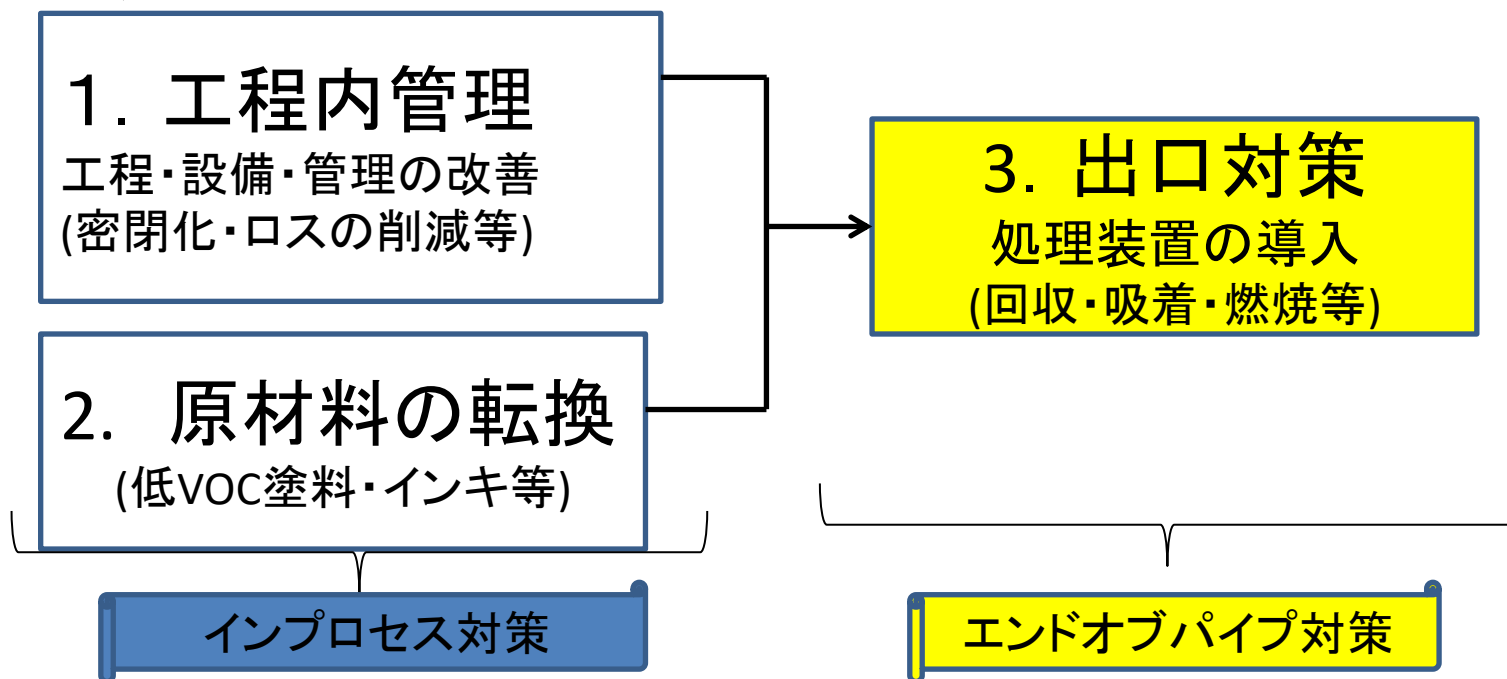 1. 工程内管理
工程・設備・管理の改善
(密閉化・ロスの削減等)
2. 原材料の転換
(低VOC塗料・インキ等)
3. 出口対策
処理装置の導入
(回収・吸着・燃焼等)
インプロセス対策
エンドオブパイプ対策